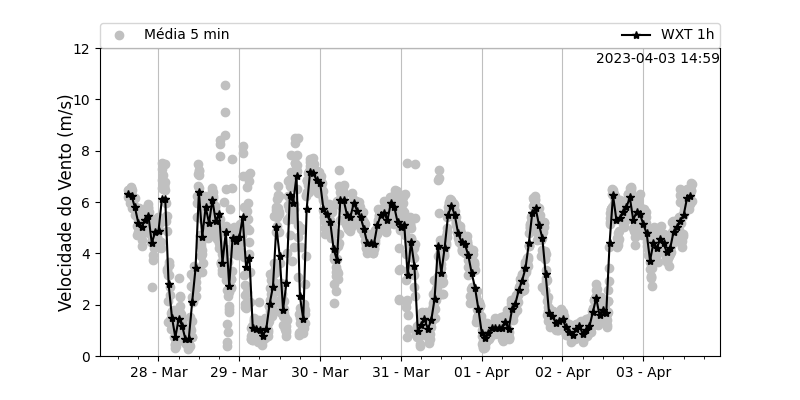 Média 5 min
WXT 1h
2023-04-03 14:59
Velocidade do Vento (m/s)
12
10
8
6
4
2
0
28 - Mar
29 - Mar
30 - Mar
31 - Mar
01 - Apr
02 - Apr
03 - Apr